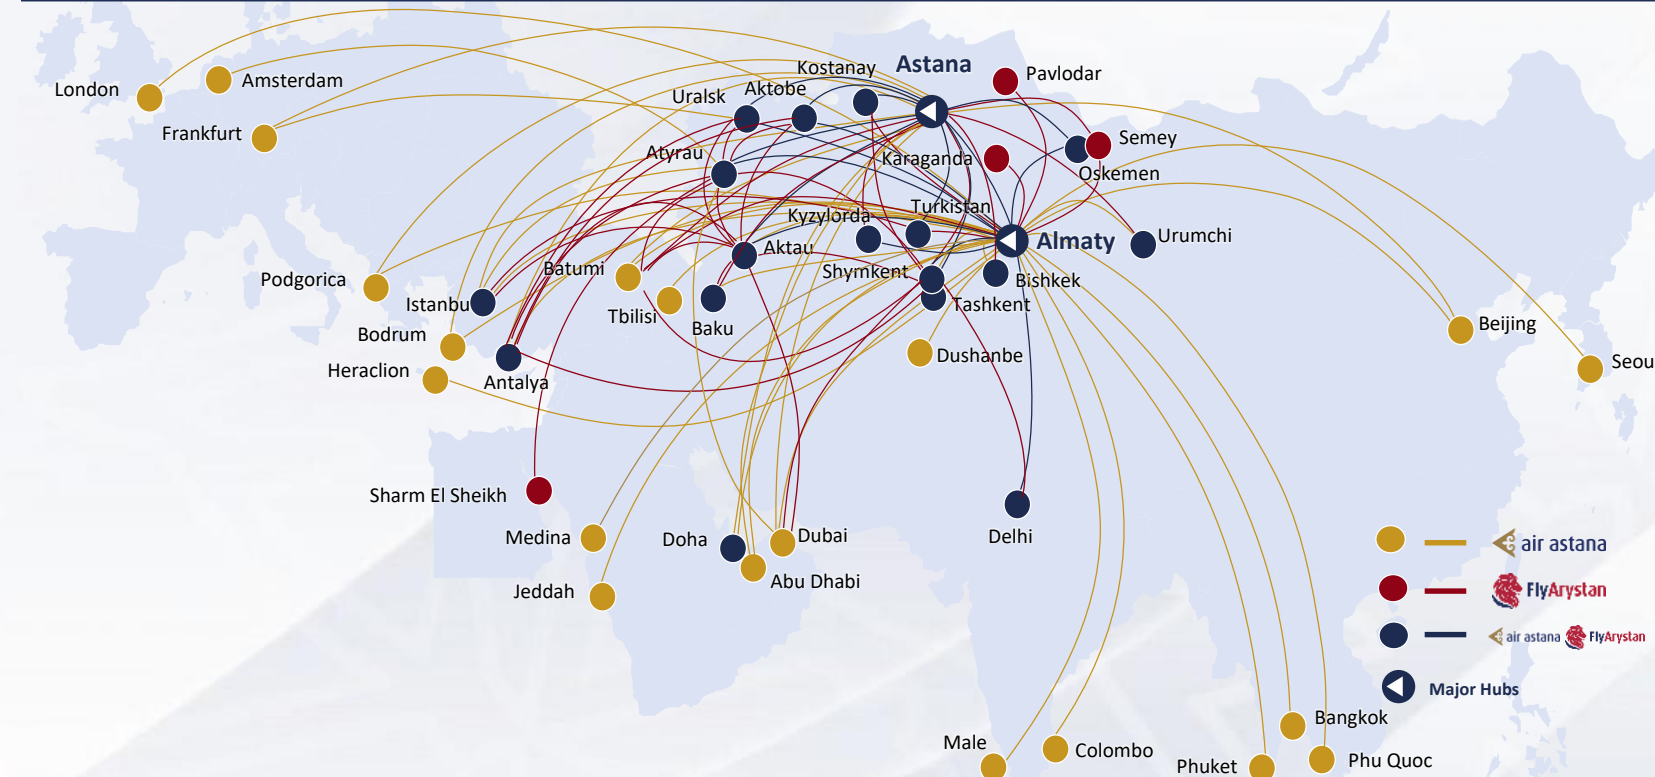 Astana
Kostanay
Pavlodar
London
Amsterdam
Uralsk
Aktobe
Frankfurt
Semey
Atyrau
Karaganda
Oskemen
Kyzylorda
Turkistan
Almaty
Urumchi
Aktau
Podgorica
Batumi
Shymkent
Bishkek
Istanbu
Tbilisi
Baku
Tashkent
Bodrum
Beijing
Heraclion
Antalya
Dushanbe
Seou
Sharm El Sheikh
Medina
Doha
Dubai
Delhi
Abu Dhabi
Jeddah
air astana
FlyArystan
air astana FlyArystan
Major Hubs
Bangkok
Male
Colombo
Phuket
Phu Quoc